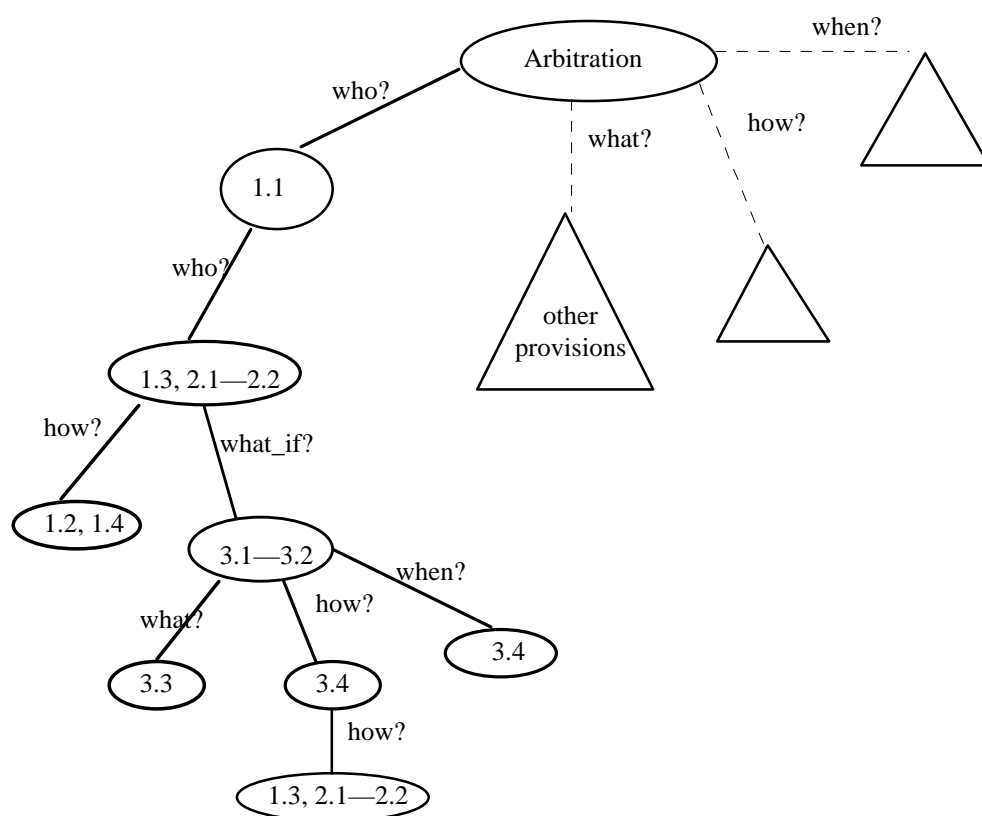 when?
Arbitration
who?
how?
what?
1.1
who?
other
provisions
1.3, 2.1—2.2
how?
what_if?
1.2, 1.4
3.1—3.2
when?
how?
what?
3.4
3.3
3.4
how?
1.3, 2.1—2.2